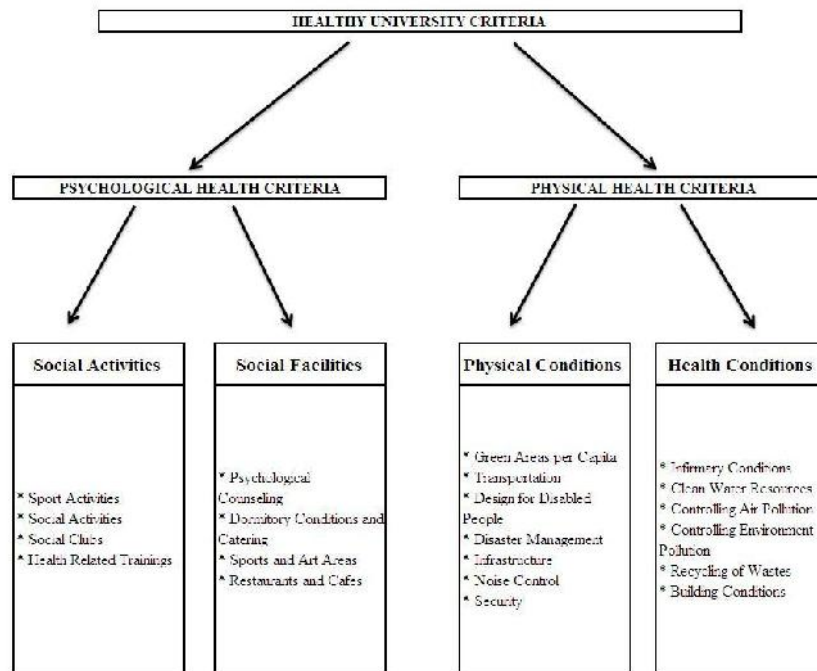 HEALTHY UNIVERSITY CRITERIA
PSYCHOLOGICAL HEALTH CRITERIA
PHYSICAL HEALTH CRITERIA
Social Activities
* Sport Activities
* Social Activities
* Social Clubs
* Health Related Trainings
Social Facilities
* Psychological
Counseling
* Dormitory Conditions and
Catering
* Sports and Art Areas
* Restaurants and Cafes
Physical Conditions
* Green Areas per Capita
* Transportation
* Design for Disabled
People
* Disaster Management
* Infrastructure
* Noise Control
* Security
Health Conditions
* Infirmary Conditions
* Clean Water Resources
* Controlling Air Pollution
* Controlling Environment
Pollution
* Recycling of Wastes
* Building Conditions